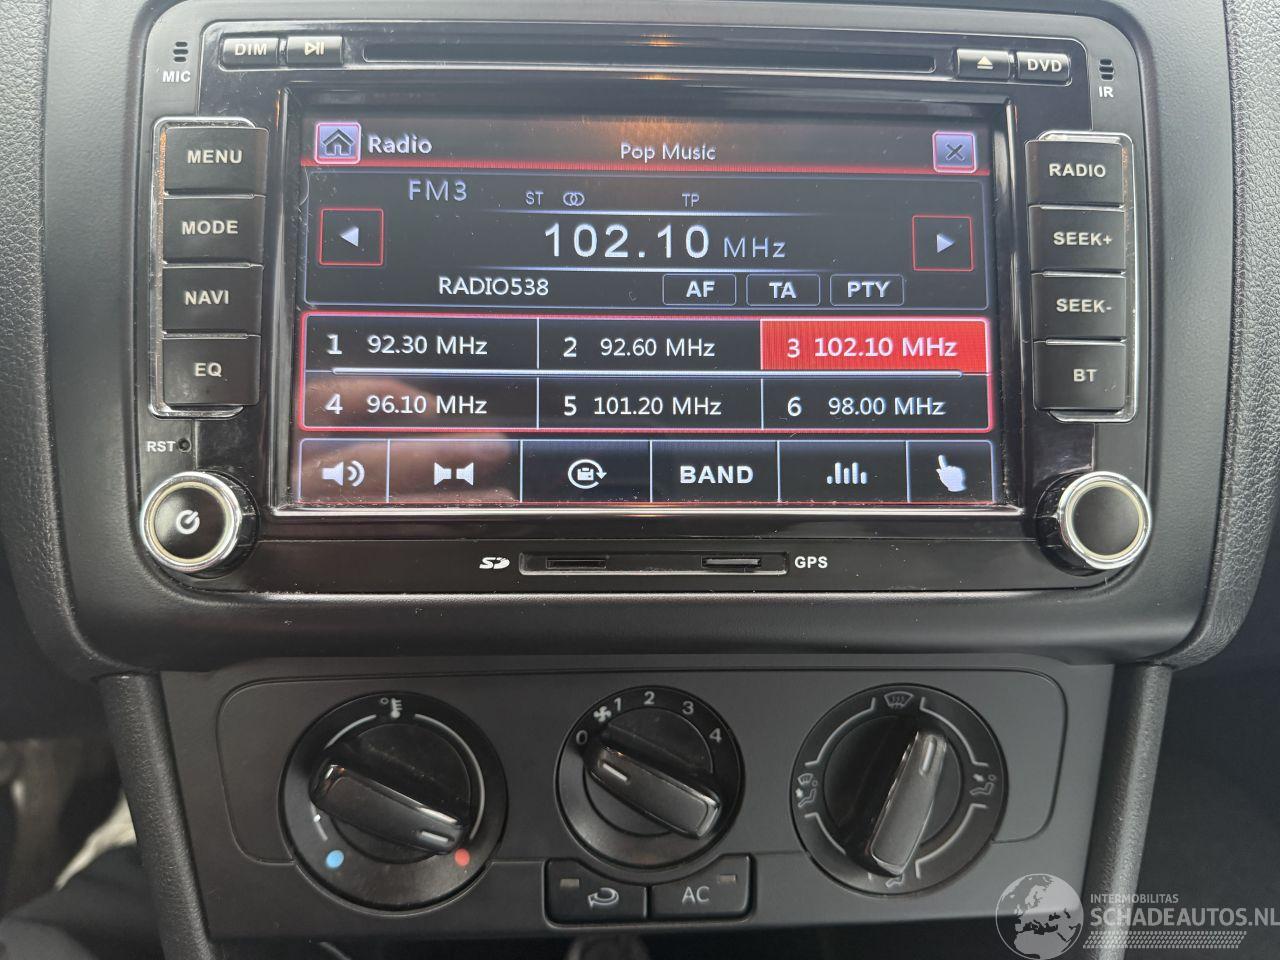 DIM
DVD
MIC
IR
Radio
Pop Music
MENU
MODE
NAVI
EQ
RADIO
SEEK+
SEEK-
BT
FM3 ST TP
102.10 MHz
RADIO538 AF TA PTY
1 92.30 MHz 2 92.60 MHz 3 102.10 MHz
4 96.10 MHz 5 101.20 MHz 6 98.00 MHz
BAND
RST
SD GPS
0 1 2 3 4
AC
INTERMOBILITAS
SCHADEAUTOS.NL